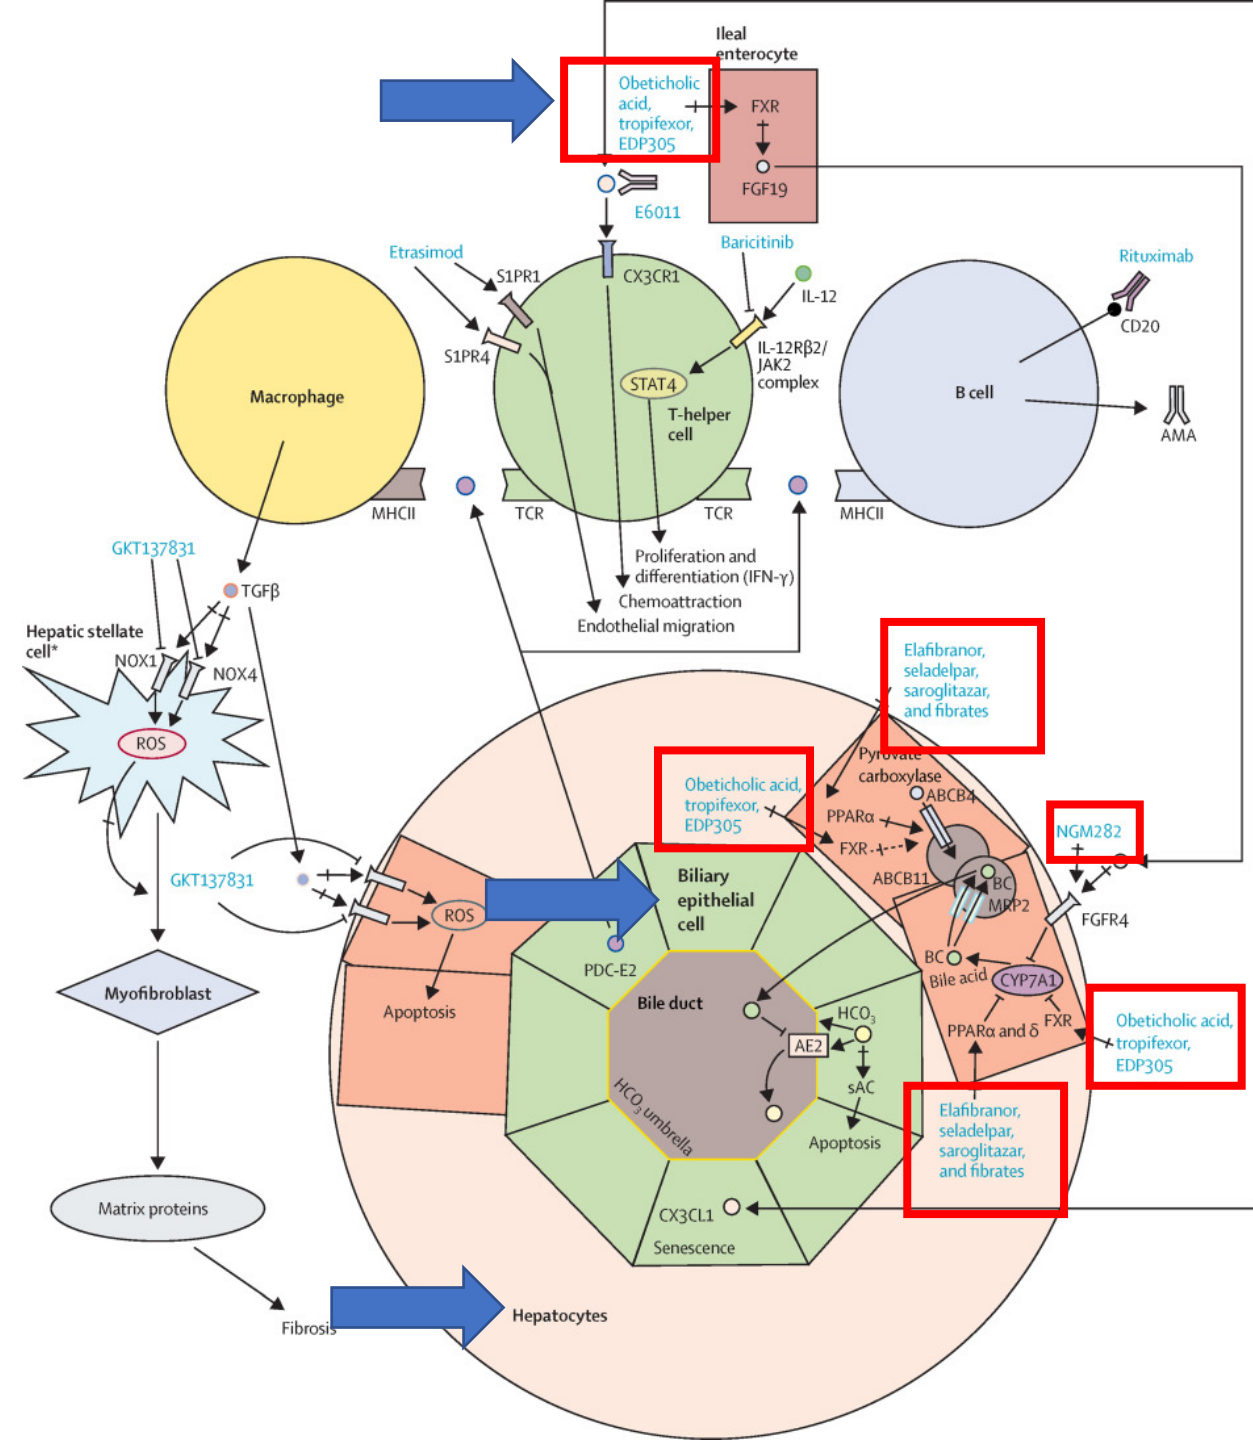 Ileal
enterocyte
Obeticholic
acid,
tropifexor,
EDP305
FXR
FGF19
E6011
Etrasimod
S1PR1
S1PR4
CX3CR1
Baricitinib
IL-12
IL-12Rβ2/
JAK2
complex
STAT4
T-helper
cell
Macrophage
B cell
Rituximab
CD20
AMA
MHCII
TCR
TCR
MHCII
Proliferation and
differentiation (IFN-γ)
Chemoattraction
Endothelial migration
GKT137831
TGFβ
Hepatic stellate
cell*
NOX1
NOX4
ROS
GKT137831
ROS
Apoptosis
Myofibroblast
Matrix proteins
Fibrosis
Hepatocytes
Elafibranor,
seladelpar,
saroglitazar,
and fibrates
Obeticholic acid,
tropifexor,
EDP305
Pyruvate
carboxylase
ABCB4
PPARα
FXR
ABCB11
BC
MRP2
NGM282
FGFR4
BC
Bile acid
CYP7A1
PPARα and δ
FXR
Obeticholic acid,
tropifexor,
EDP305
Elafibranor,
seladelpar,
saroglitazar,
and fibrates
Biliary
epithelial
cell
PDC-E2
Bile duct
HCO3
AE2
sAC
Apoptosis
HCO3 umbrella
CX3CL1
Senescence